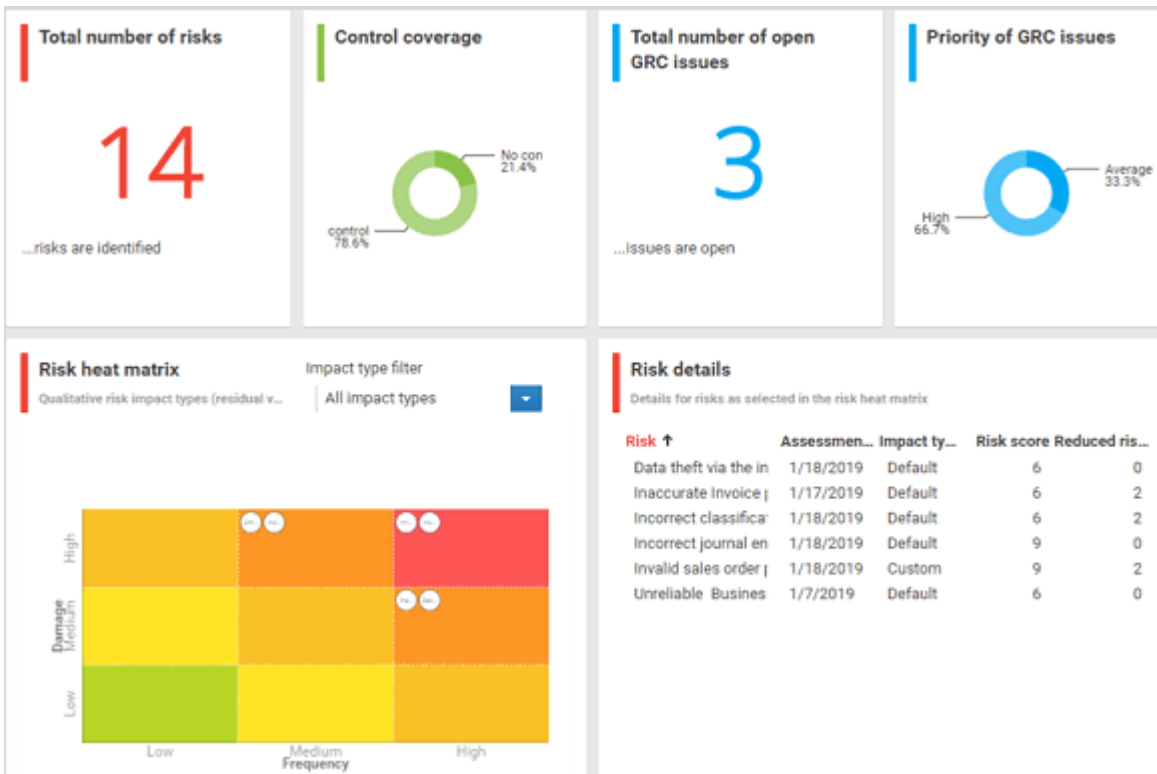 Total number of risks
14
...risks are identified
Control coverage
No con
21.4%
control
78.6%
Total number of open
GRC issues
3
...issues are open
Priority of GRC issues
Average
33.3%
High
66.7%
Risk heat matrix
Impact type filter
Qualitative risk impact types (residual v...
All impact types
High
Medium
Low
Damage
Low Medium High
Frequency
Risk details
Details for risks as selected in the risk heat matrix
Risk ↑ Assessmen... Impact ty... Risk score Reduced ris...
Data theft via the in 1/18/2019 Default 6 0
Inaccurate Invoice 1/17/2019 Default 6 2
Incorrect classifica 1/18/2019 Default 6 2
Incorrect journal en 1/18/2019 Default 9 0
Invalid sales order 1/18/2019 Custom 9 2
Unreliable Busines 1/7/2019 Default 6 0